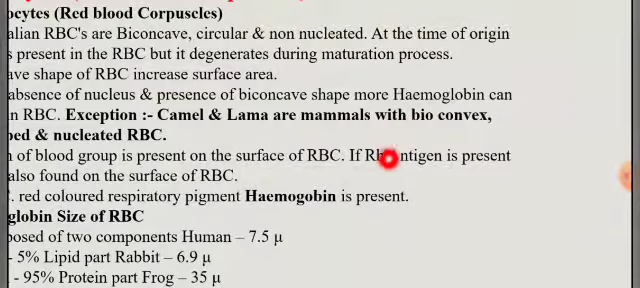 ocytes (Red blood Corpuscles)
alian RBC's are Biconcave, circular & non nucleated. At the time of origin
s present in the RBC but it degenerates during maturation process.
ave shape of RBC increase surface area.
absence of nucleus & presence of biconcave shape more Haemoglobin can
n RBC. Exception :- Camel & Lama are mammals with bio convex,
ped & nucleated RBC.
of blood group is present on the surface of RBC. If Rh ntigen is present
also found on the surface of RBC.
. red coloured respiratory pigment Haemogobin is present.
globin Size of RBC
posed of two components Human – 7.5 µ
- 5% Lipid part Rabbit – 6.9 µ
- 95% Protein part Frog – 35 µ